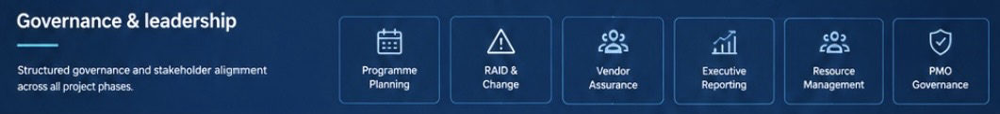 Governance & leadership
Structured governance and stakeholder alignment
across all project phases.
Programme
Planning
RAID &
Change
Vendor
Assurance
Executive
Reporting
Resource
Management
PMO
Governance